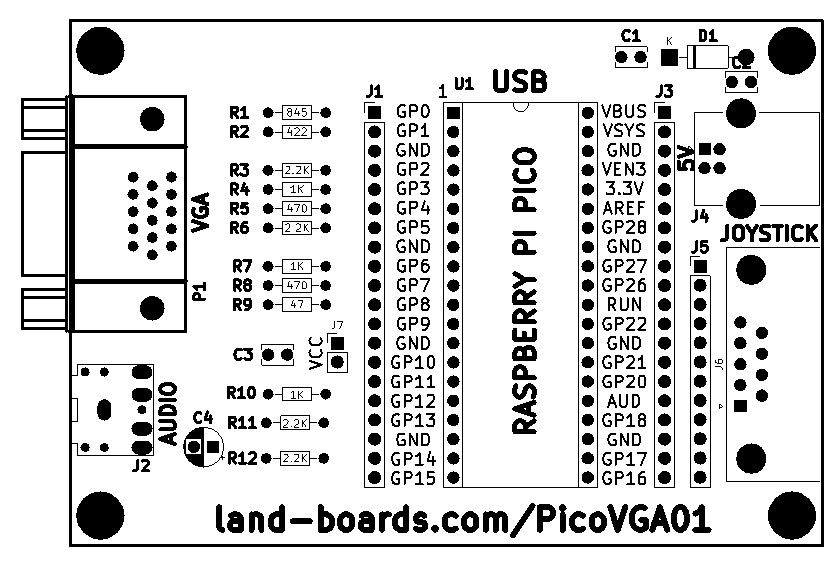 C1
K
D1
C2
J1
1
U1
USB
J3
R1 845
R2 422
R3 2.2K
R4 1K
R5 470
R6 2.2K
R7 1K
R8 470
R9 47
VGA
P1
J7
VCC
C3
R10 1K
R11 2.2K
R12 2.2K
AUDIO
C4
+
J2
GP0
GP1
GND
GP2
GP3
GP4
GP5
GND
GP6
GP7
GP8
GP9
GND
GP10
GP11
GP12
GP13
GND
GP14
GP15
RASPBERRY PI PICO
VBUS
VSYS
GND
VEN3
3.3V
AREF
GP28
GND
GP27
GP26
RUN
GP22
GND
GP21
GP20
AUD
GP18
GND
GP17
GP16
5V
J4
JOYSTICK
J5
J6
land-boards.com/PicoVGA01